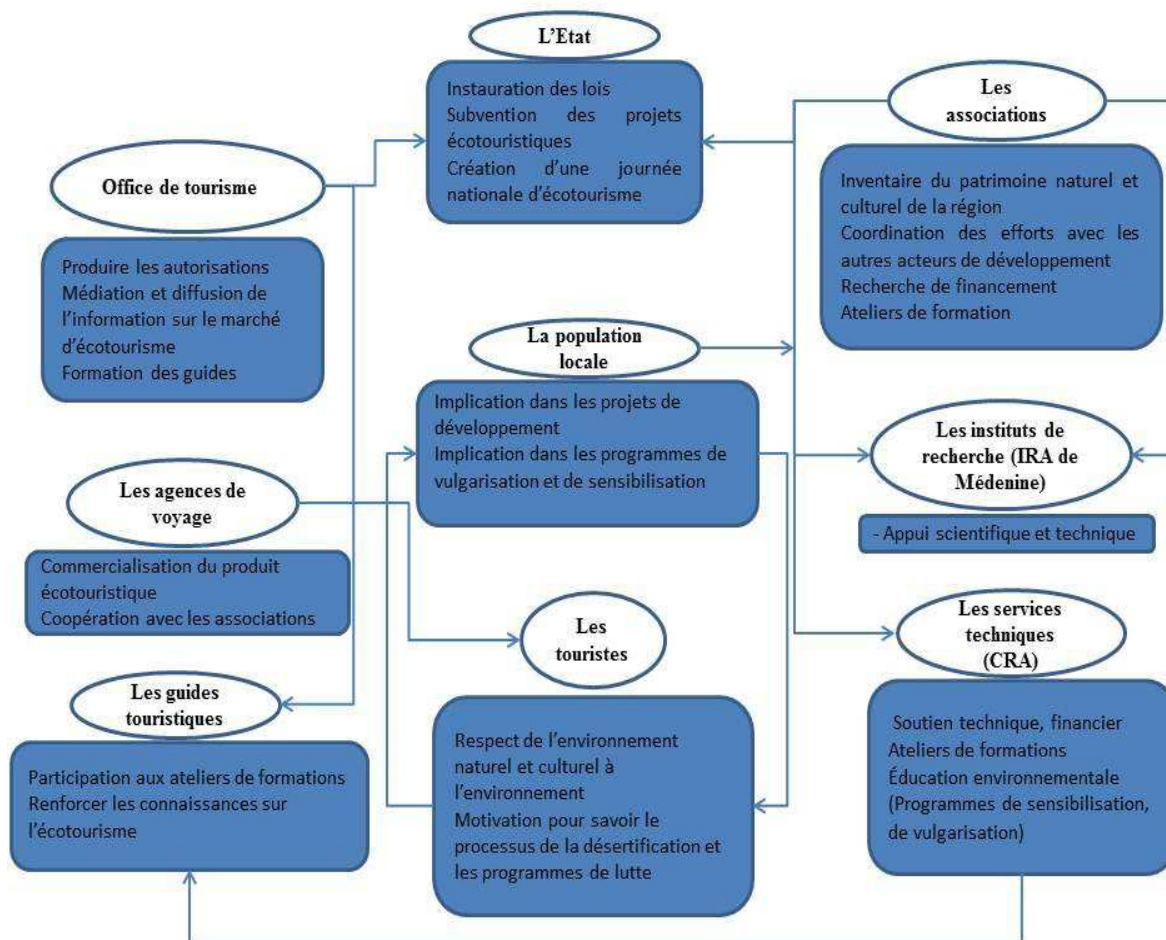 L'Etat
Instauration des lois
Subvention des projets
écotouristiques
Création d'une journée
nationale d'écotourisme
Les
associations
Inventaire du patrimoine naturel et
culturel de la région
Coordination des efforts avec les
autres acteurs de développement
Recherche de financement
Ateliers de formation
Office de tourisme
Produire les autorisations
Médiation et diffusion de
l'information sur le marché
d'écotourisme
Formation des guides
La population
locale
Implication dans les projets de
développement
Implication dans les programmes de
vulgarisation et de sensibilisation
Les instituts de
recherche (IRA de
Médenine)
- Appui scientifique et technique
Les agences de
voyage
Commercialisation du produit
écotouristique
Coopération avec les associations
Les
touristes
Respect de l'environnement
naturel et culturel à
l'environnement
Motivation pour savoir le
processus de la désertification et
les programmes de lutte
Les services
techniques
(CRA)
Soutien technique, financier
Ateliers de formations
Éducation environnementale
(Programmes de sensibilisation,
de vulgarisation)
Les guides
touristiques
Participation aux ateliers de formations
Renforcer les connaissances sur
l'écotourisme